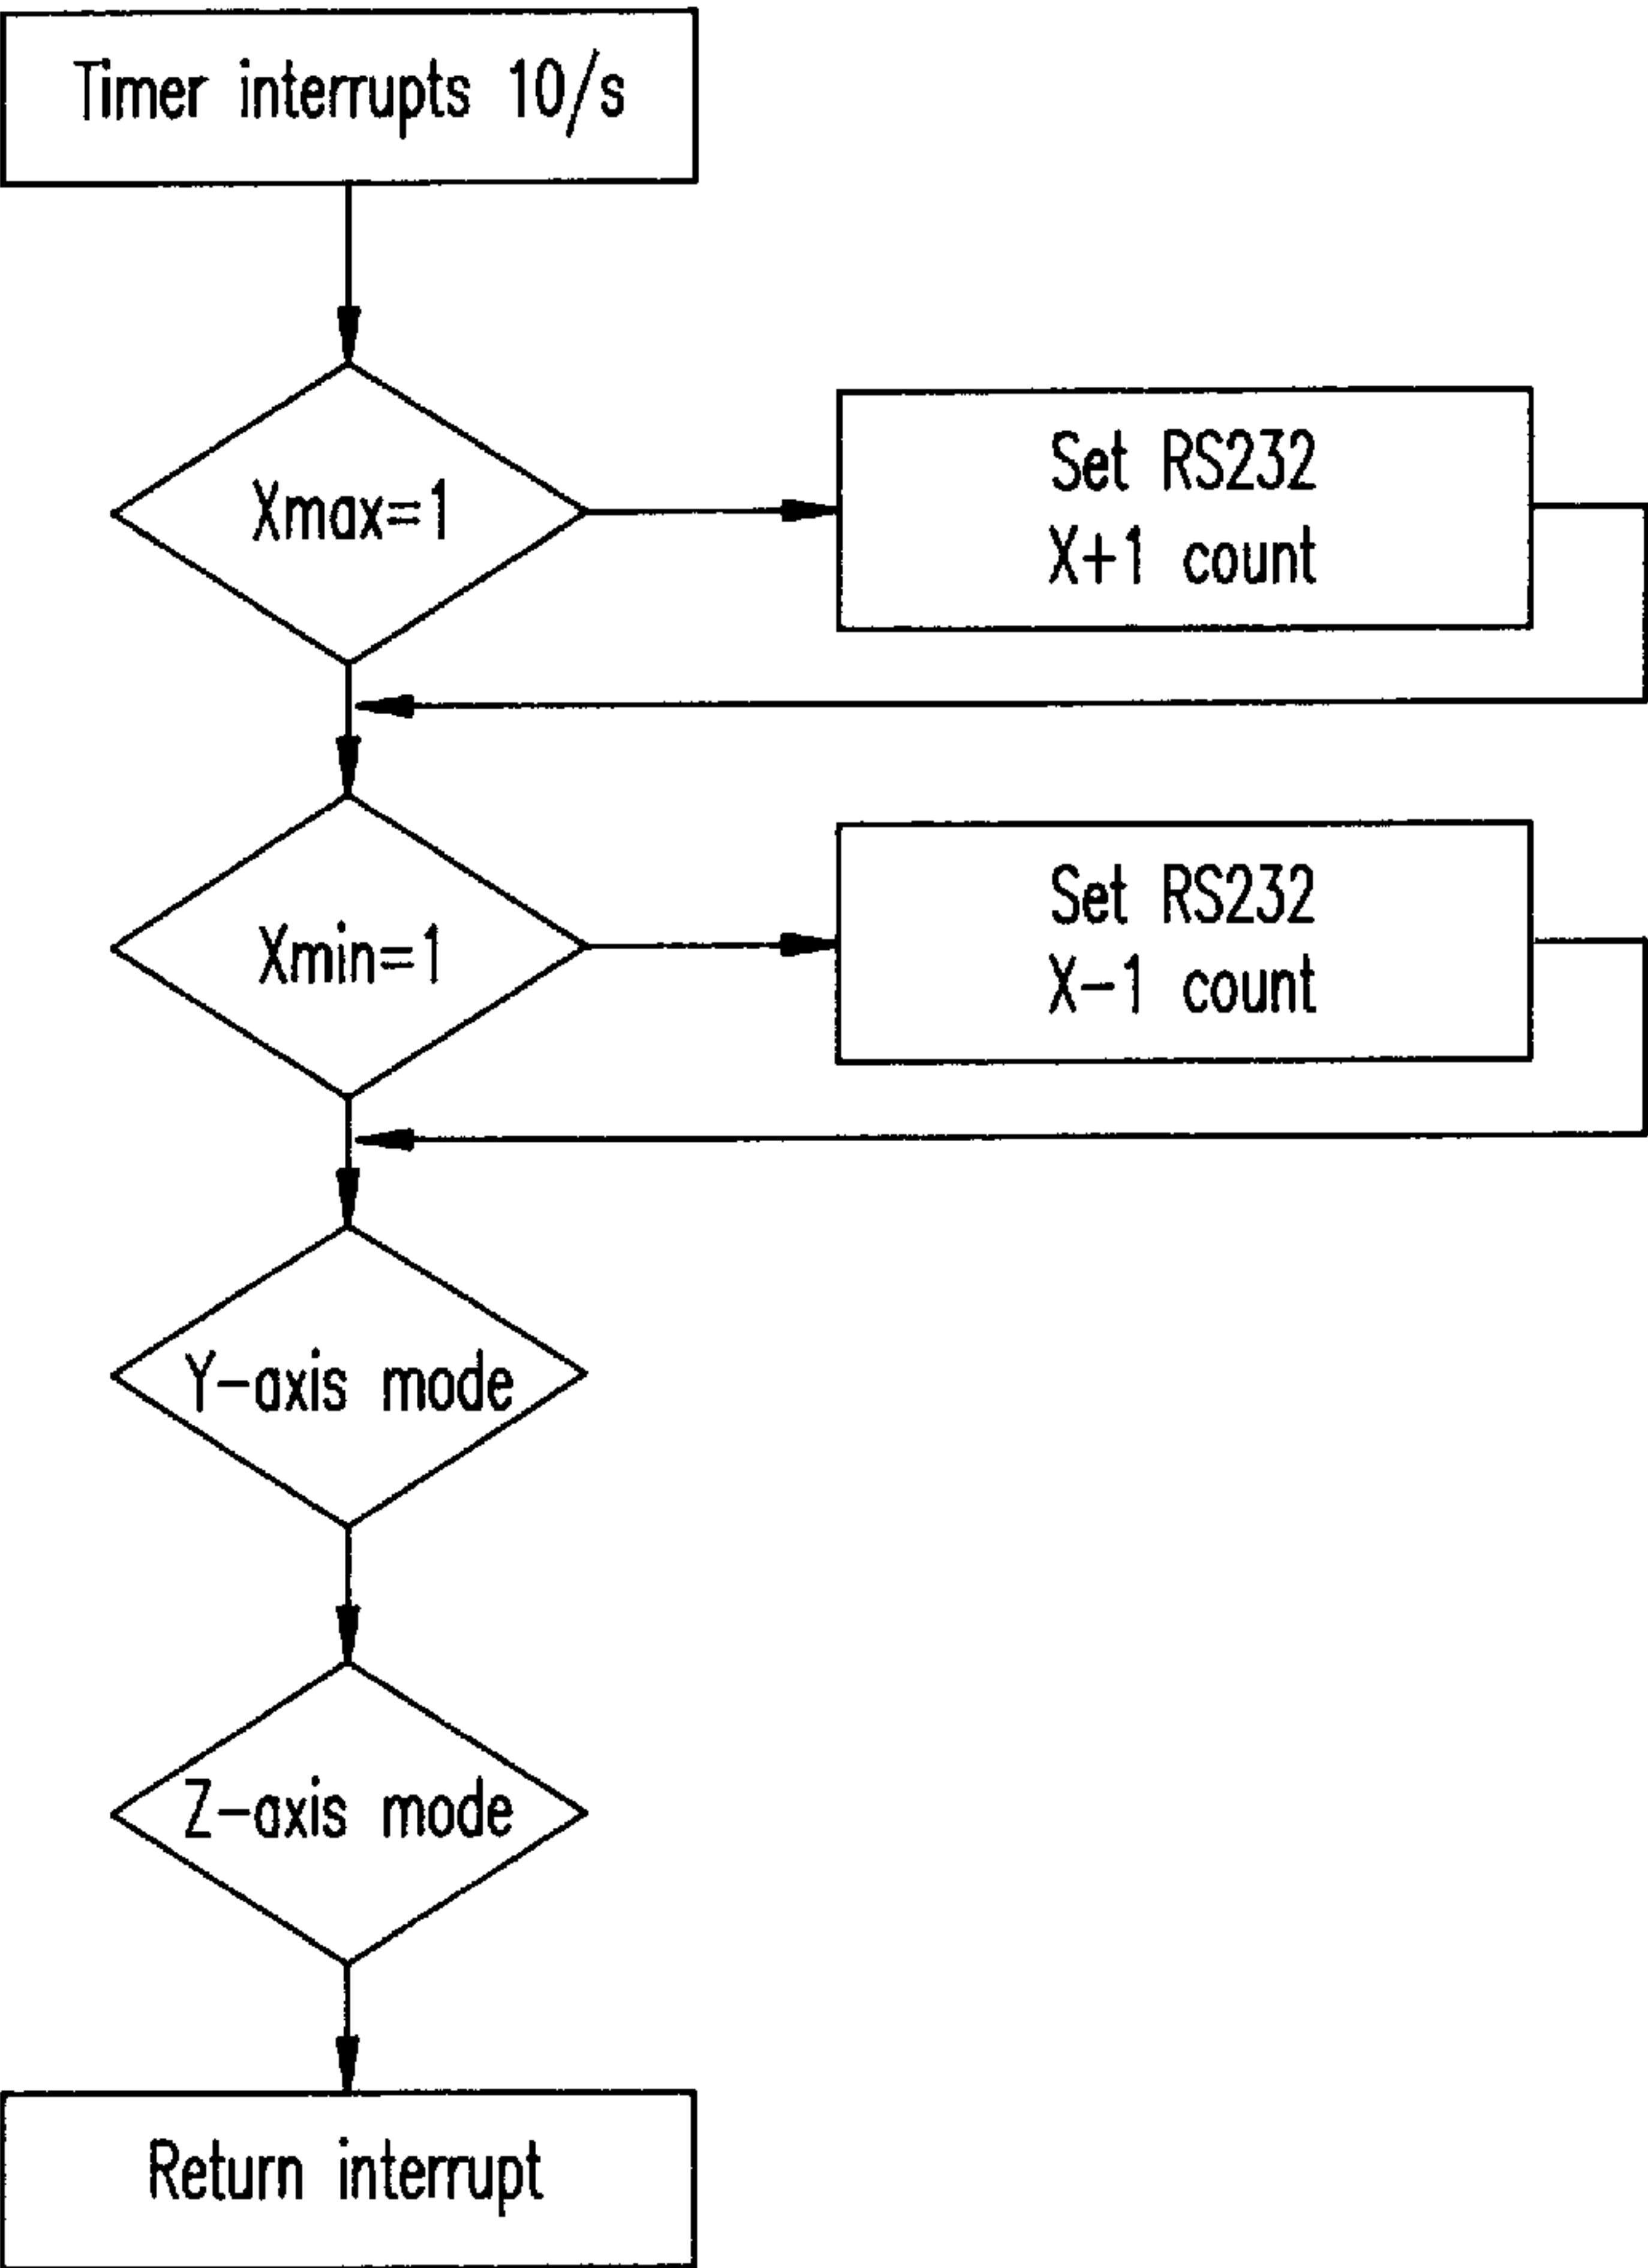 Timer interrupts 10/s
Xmax=1
Set RS232
X+1 count
Xmin=1
Set RS232
X-1 count
Y-axis mode
Z-axis mode
Return interrupt